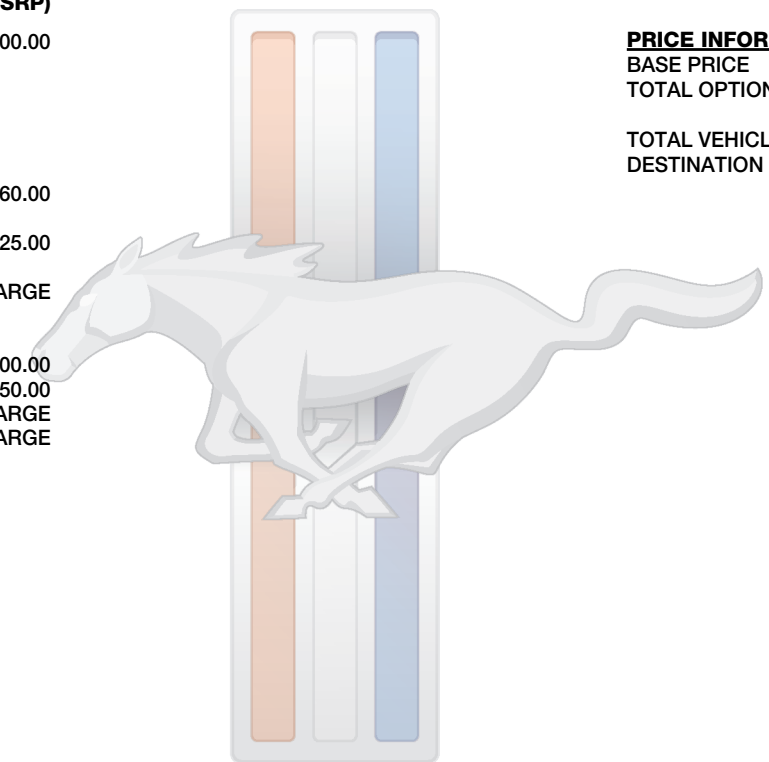 SRP)
00.00
60.00
25.00
ARGE
00.00
50.00
ARGE
ARGE
PRICE INFOR
BASE PRICE
TOTAL OPTION
TOTAL VEHICL
DESTINATION